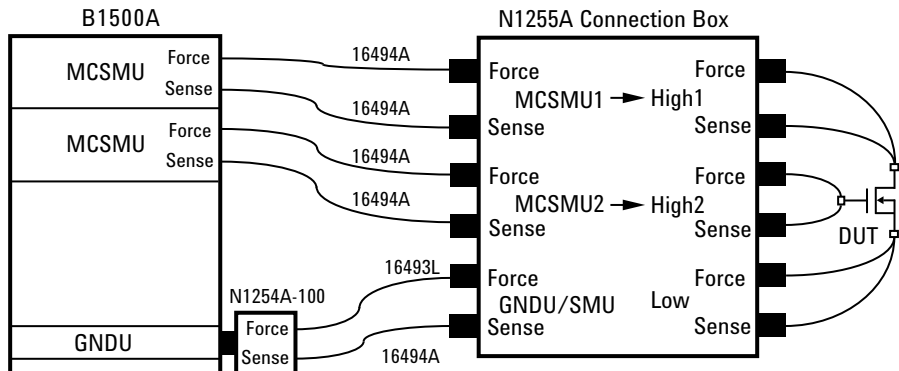 B1500A
N1255A Connection Box
MCSMU
Force
Sense
MCSMU
Force
Sense
16494A
16494A
16494A
16494A
Force
MCSMU1 → High1
Sense
Force
Sense
Force
MCSMU2 → High2
Sense
Force
Sense
DUT
Force
GNDU/SMU
Sense
Force
Low
Sense
16493L
N1254A-100
GNDU
Force
Sense
16494A